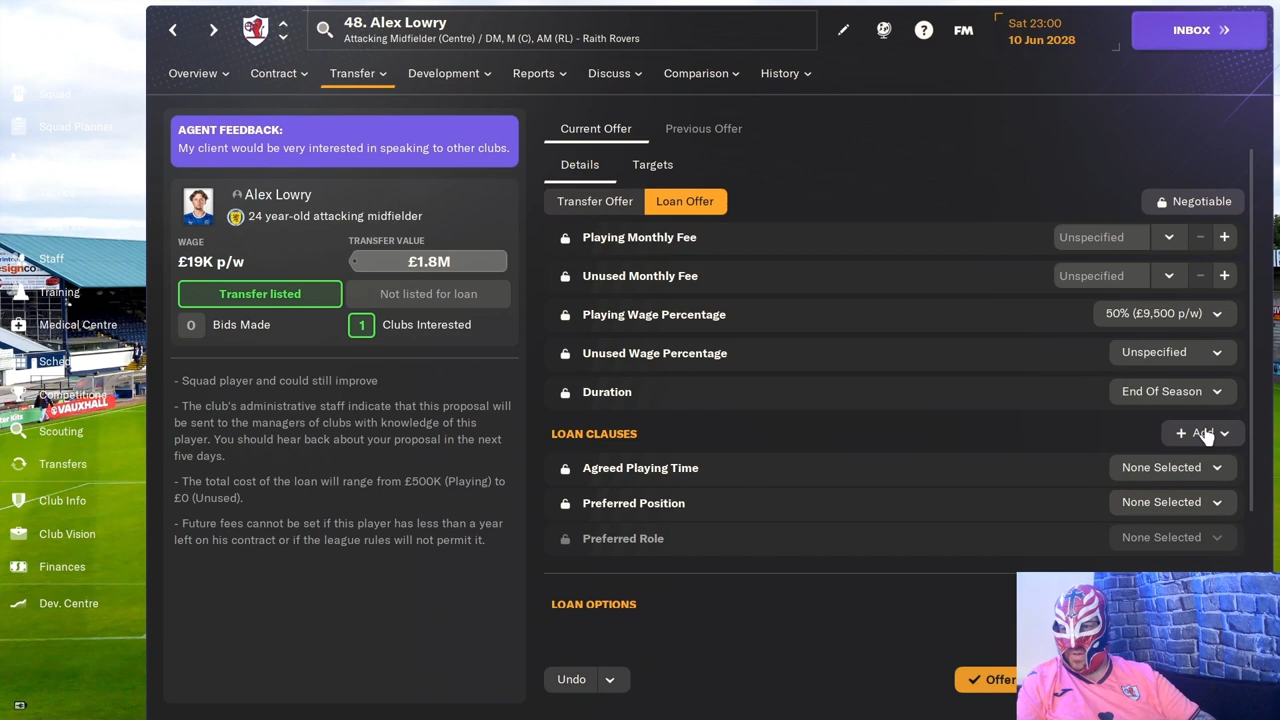 48. Alex Lowry
Attacking Midfielder (Centre) / DM, M (C), AM (RL) - Raith Rovers
FM
Sat 23:00
10 Jun 2028
INBOX
Overview
Contract
Transfer
Development
Reports
Discuss
Comparison
History
Squad
Squad Planner
Staff
Training
Medical Centre
Sched
Competitions
Scouting
Transfers
Club Info
Club Vision
Finances
Dev. Centre
VAUXHALL
AGENT FEEDBACK:
My client would be very interested in speaking to other clubs.
Alex Lowry
24 year-old attacking midfielder
WAGE
£19K p/w
TRANSFER VALUE
£1.8M
Transfer listed
Not listed for loan
0 Bids Made
1 Clubs Interested
- Squad player and could still improve
- The club's administrative staff indicate that this proposal will
be sent to the managers of clubs with knowledge of this
player. You should hear back about your proposal in the next
five days.
- The total cost of the loan will range from £500K (Playing) to
£0 (Unused).
- Future fees cannot be set if this player has less than a year
left on his contract or if the league rules will not permit it.
Current Offer
Previous Offer
Details
Targets
Transfer Offer
Loan Offer
Negotiable
Playing Monthly Fee
Unspecified
Unused Monthly Fee
Unspecified
Playing Wage Percentage
50% (£9,500 p/w)
Unused Wage Percentage
Unspecified
Duration
End Of Season
LOAN CLAUSES
+ Add
Agreed Playing Time
None Selected
Preferred Position
None Selected
Preferred Role
None Selected
LOAN OPTIONS
Undo
Offer